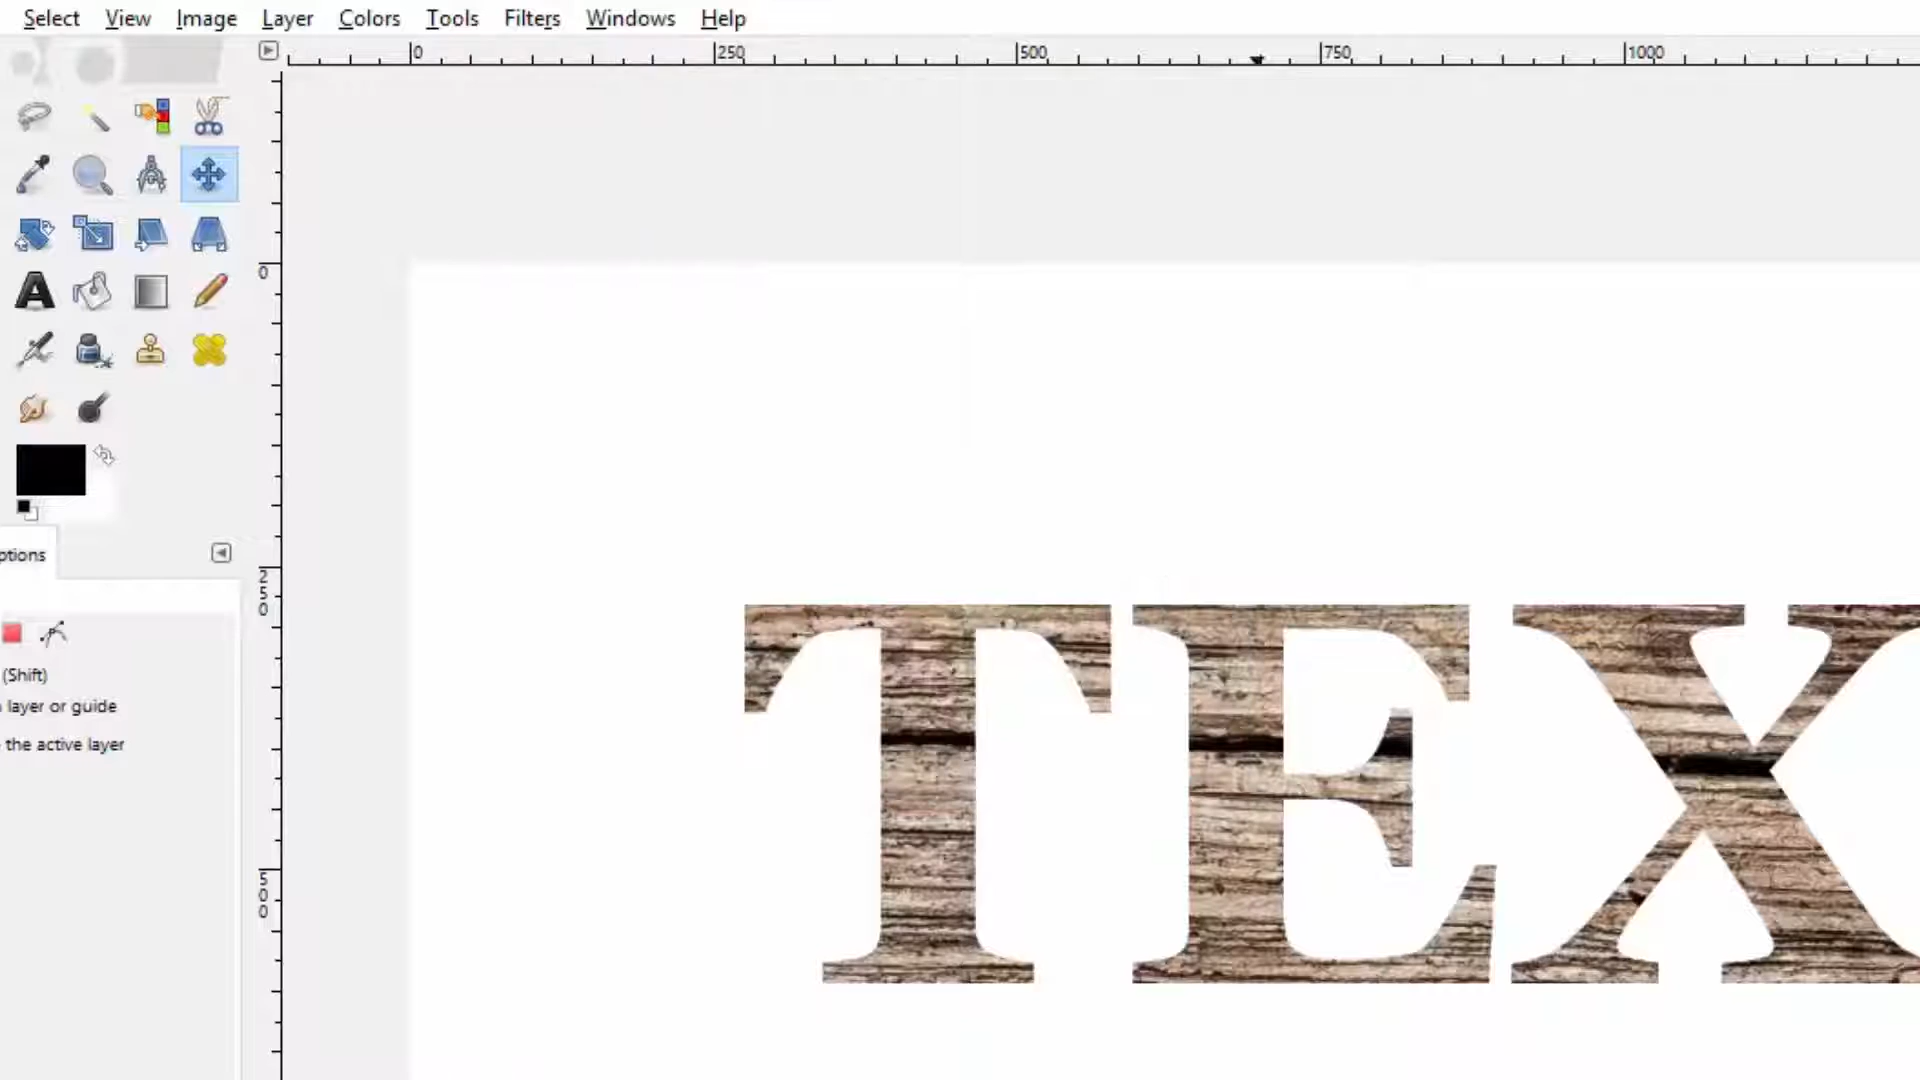 Select View Image Layer Colors Tools Filters Windows Help
0 250 500 750 1000
0
250
500
ptions
(Shift)
layer or guide
the active layer
TEX